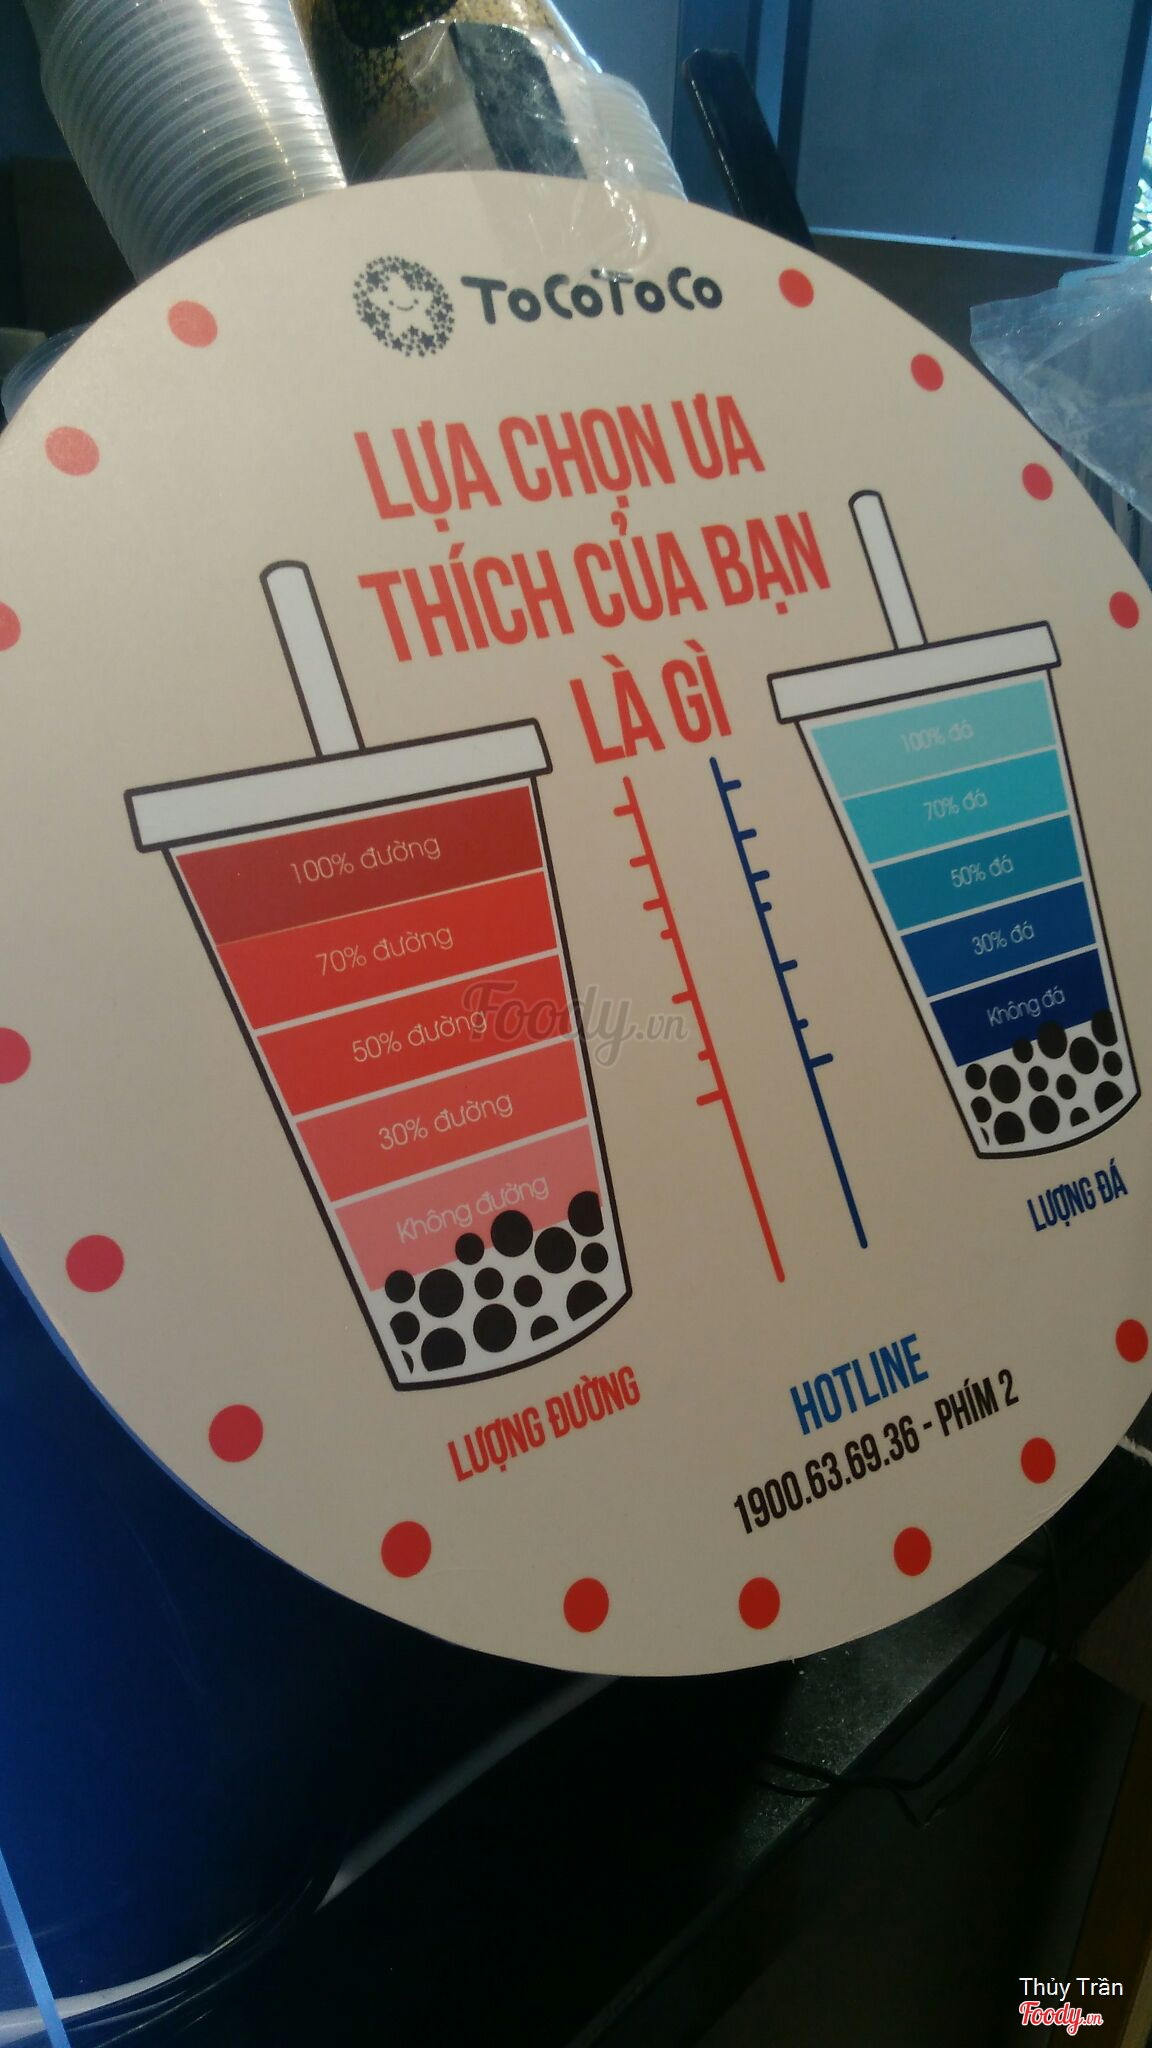 ToCoToCo
LỰA CHỌN ƯA
THÍCH CỦA BẠN
LÀ GÌ
100% đường
70% đường
50% đường
30% đường
Không đường
LƯỢNG ĐƯỜNG
100% đá
70% đá
50% đá
30% đá
Không đá
LƯỢNG ĐÁ
HOTLINE
1900.63.69.36 - PHÍM 2
Foody.vn
Thủy Trần
Foody.vn